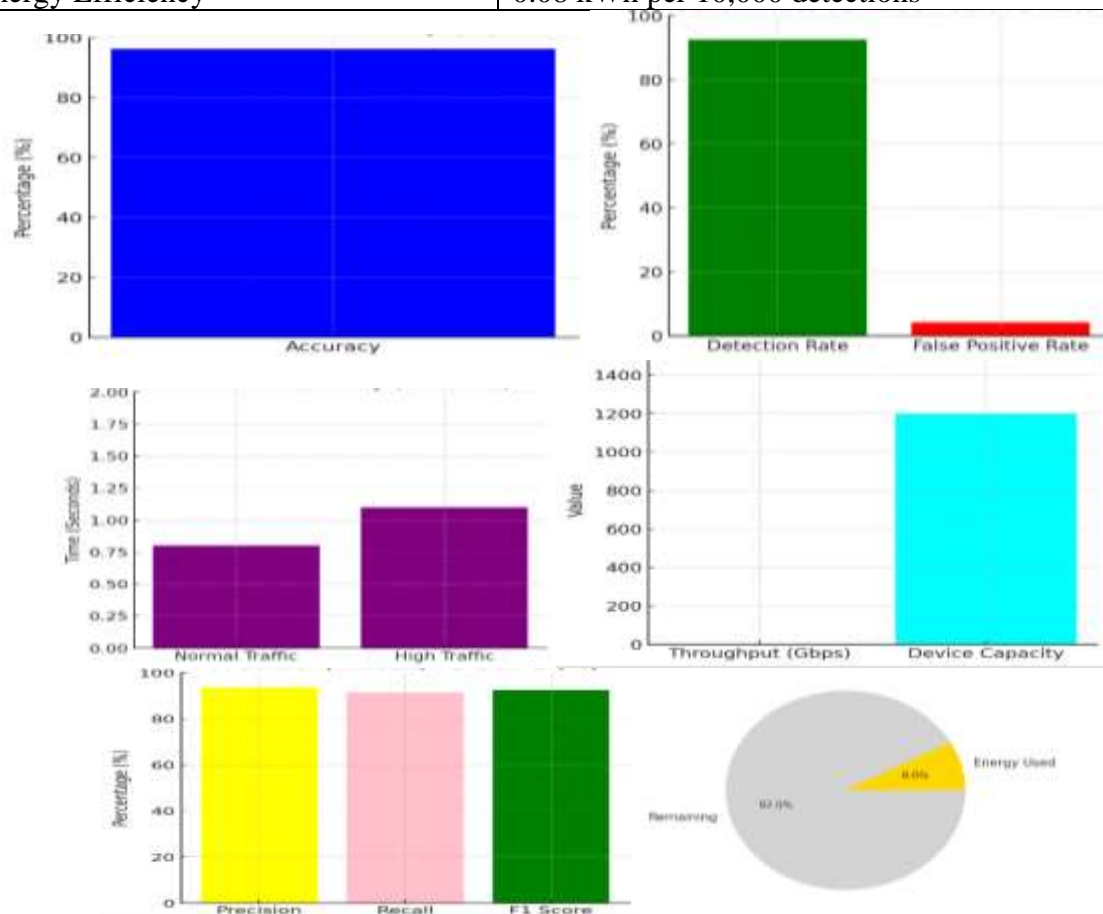 0.08 kWh per 10,000 detections
100
80
60
40
20
0
Percentage (%)
Accuracy
100
80
60
40
20
0
Percentage (%)
Detection Rate
False Positive Rate
2.00
1.75
1.50
1.25
1.00
0.75
0.50
0.25
0.00
Time (Seconds)
Normal Traffic
High Traffic
1400
1200
1000
800
600
400
200
0
Value
Throughput (Gbps)
Device Capacity
100
80
60
40
20
0
Percentage (%)
Precision
Recall
F1 Score
Energy Used
8.0%
92.0%
Remaining